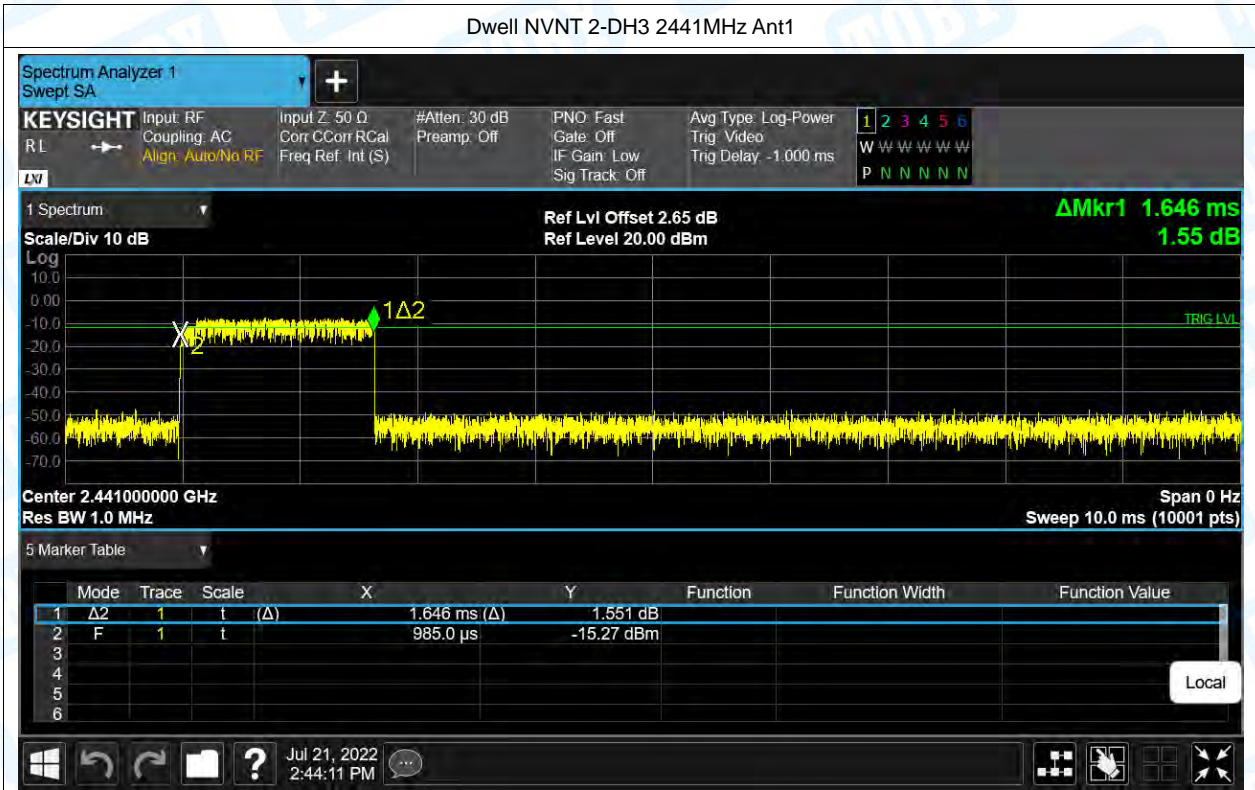 Dwell NVNT 2-DH3 2441MHz Ant1
Spectrum Analyzer 1
Swept SA
+
KEYSIGHT
RL
LXI
Input: RF
Coupling: AC
Align: Auto/No RF
Input Z: 50 Ω
Corr CCorr RCal
Freq Ref: Int (S)
#Atten: 30 dB
Preamp: Off
PNO: Fast
Gate: Off
IF Gain: Low
Sig Track: Off
Avg Type: Log-Power
Trig: Video
Trig Delay: -1.000 ms
1 2 3 4 5 6
W W W W W W
P N N N N N
1 Spectrum
Scale/Div 10 dB
Ref Lvl Offset 2.65 dB
Ref Level 20.00 dBm
ΔMkr1 1.646 ms
1.55 dB
Log
10.0
0.00
-10.0
-20.0
-30.0
-40.0
-50.0
-60.0
-70.0
1Δ2
2
TRIG LVL
Center 2.441000000 GHz
Res BW 1.0 MHz
Span 0 Hz
Sweep 10.0 ms (10001 pts)
5 Marker Table
Mode Trace Scale X Y Function Function Width Function Value
1 Δ2 1 t (Δ) 1.646 ms (Δ) 1.551 dB
2 F 1 t 985.0 µs -15.27 dBm
3
4
5
6
Local
?
Jul 21, 2022
2:44:11 PM